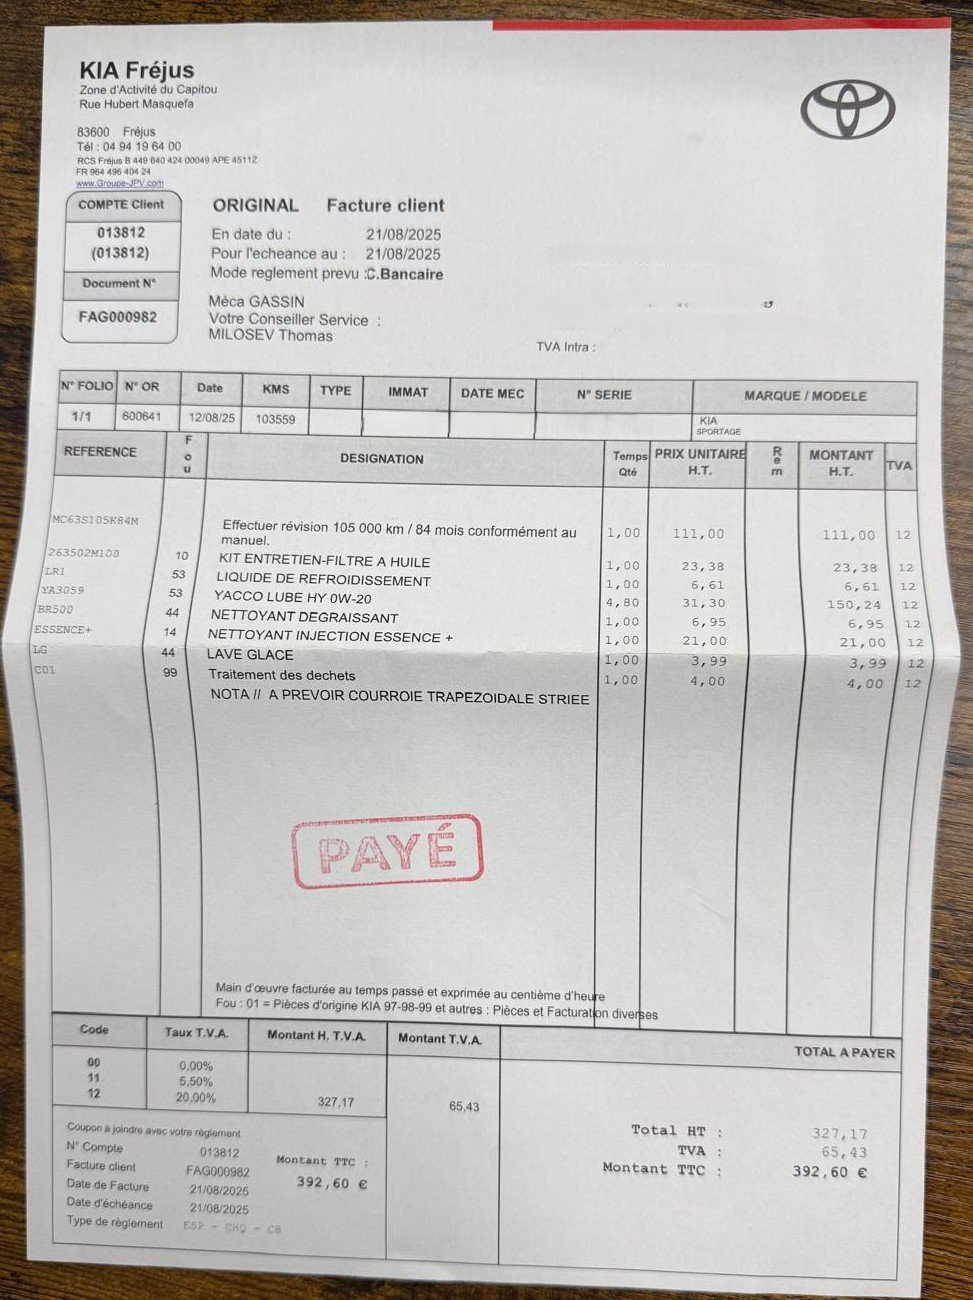 KIA Fréjus
Zone d'Activité du Capitou
Rue Hubert Masquefa
83600 Fréjus
Tél : 04 94 19 64 00
RCS Fréjus B 449 640 424 00049 APE 4511Z
FR 964 496 404 24
www.Groupe-JPV.com
COMPTE Client
013812
(013812)
Document N°
FAG000982
ORIGINAL Facture client
En date du : 21/08/2025
Pour l'echeance au : 21/08/2025
Mode reglement prevu :C.Bancaire
Méca GASSIN
Votre Conseiller Service :
MILOSEV Thomas
TVA Intra :
N° FOLIO N° OR Date KMS TYPE IMMAT DATE MEC N° SERIE MARQUE / MODELE
1/1 600641 12/08/25 103559 KIA
SPORTAGE
REFERENCE Fou DESIGNATION Temps Qté PRIX UNITAIRE H.T. Rem MONTANT H.T. TVA
MC63S105K84M Effectuer révision 105 000 km / 84 mois conformément au 1,00 111,00 111,00 12
manuel.
263502M100 10 KIT ENTRETIEN-FILTRE A HUILE 1,00 23,38 23,38 12
LR1 53 LIQUIDE DE REFROIDISSEMENT 1,00 6,61 6,61 12
YA3059 53 YACCO LUBE HY 0W-20 4,80 31,30 150,24 12
BR500 44 NETTOYANT DEGRAISSANT 1,00 6,95 6,95 12
ESSENCE+ 14 NETTOYANT INJECTION ESSENCE + 1,00 21,00 21,00 12
LG 44 LAVE GLACE 1,00 3,99 3,99 12
C01 99 Traitement des dechets 1,00 4,00 4,00 12
NOTA // A PREVOIR COURROIE TRAPEZOIDALE STRIEE
PAYÉ
Main d'œuvre facturée au temps passé et exprimée au centième d'heure
Fou : 01 = Pièces d'origine KIA 97-98-99 et autres : Pièces et Facturation diverses
Code Taux T.V.A. Montant H. T.V.A. Montant T.V.A. TOTAL A PAYER
00 0,00%
11 5,50%
12 20,00% 327,17 65,43
Total HT : 327,17
TVA : 65,43
Montant TTC : 392,60 €
Coupon a joindre avec votre règlement
N° Compte 013812
Facture client FAG000982
Date de Facture 21/08/2025
Date d'échéance 21/08/2025
Type de règlement ESP - CHQ - CB
Montant TTC :
392,60 €